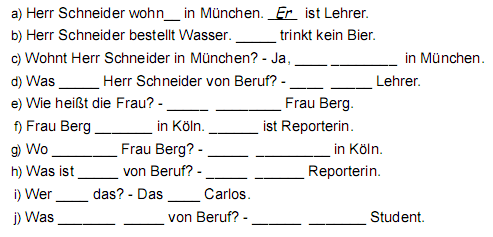 a) Herr Schneider wohn__ in München. _Er_ ist Lehrer.
b) Herr Schneider bestellt Wasser. _____ trinkt kein Bier.
c) Wohnt Herr Schneider in München? - Ja, ____ ________ in München.
d) Was _____ Herr Schneider von Beruf? - ____ _____ Lehrer.
e) Wie heißt die Frau? - _____ ________ Frau Berg.
f) Frau Berg _______ in Köln. ______ ist Reporterin.
g) Wo ________ Frau Berg? - _____ _________ in Köln.
h) Was ist _____ von Beruf? - _____ ______ Reporterin.
i) Wer ____ das? - Das ____ Carlos.
j) Was _______ _____ von Beruf? - ______ _______ Student.